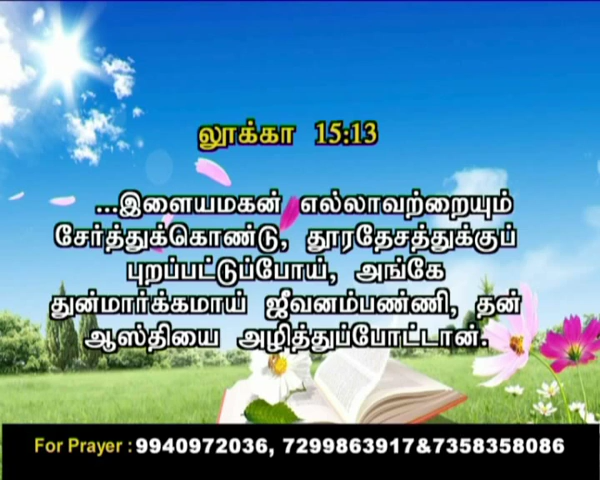 லூக்கா 15:13
...இளையமகன் எல்லாவற்றையும்
சேர்த்துக்கொண்டு, தூரதேசத்துக்குப்
புறப்பட்டுப்போய், அங்கே
துன்மார்க்கமாய் ஜீவனம்பண்ணி, தன்
ஆஸ்தியை அழித்துப்போட்டான்.
For Prayer : 9940972036, 7299863917&7358358086